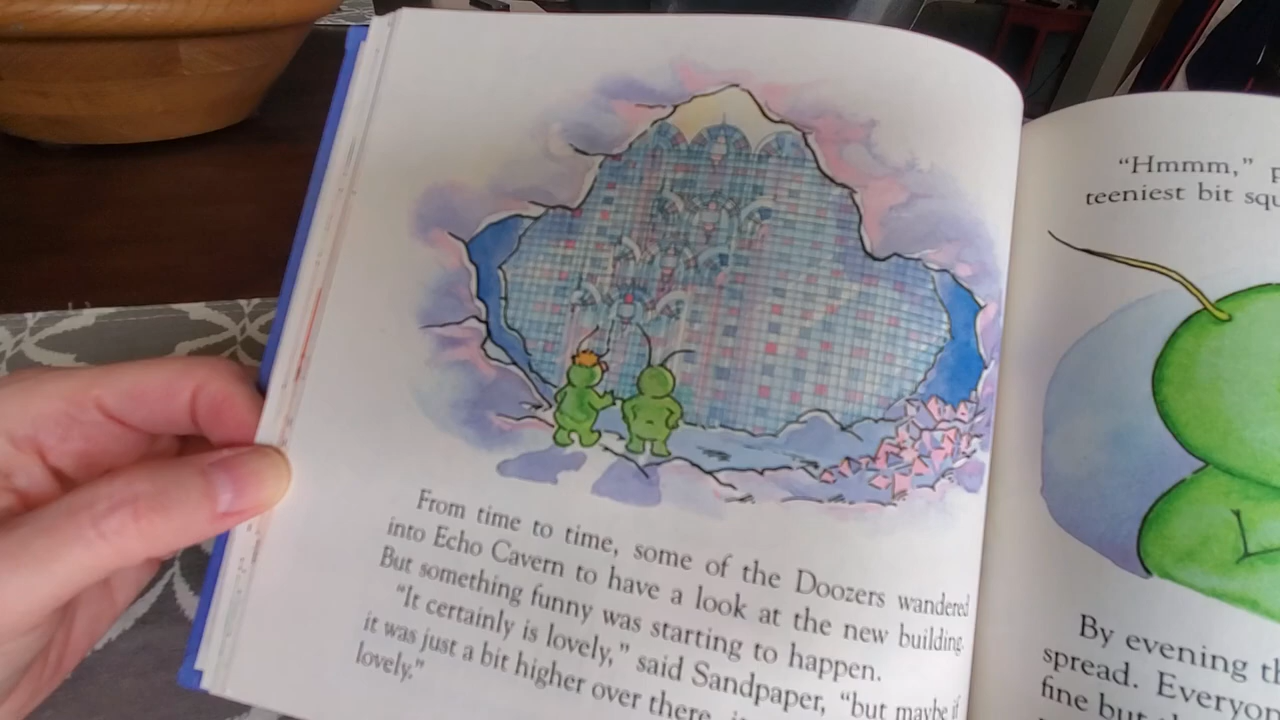 From time to time, some of the Doozers wandered
into Echo Cavern to have a look at the new building.
But something funny was starting to happen.
“It certainly is lovely,” said Sandpaper, “but maybe if
it was just a bit higher over there,
lovely.”
“Hmmm,”
teeniest bit
By evening
spread.
fine but